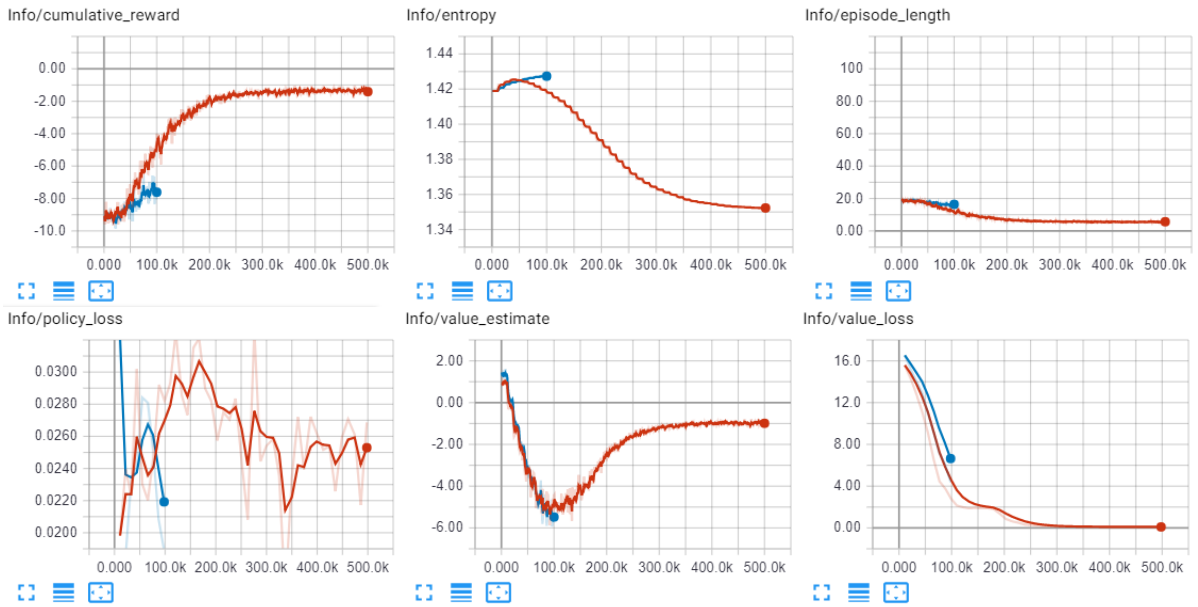 Info/cumulative_reward
0.00
-2.00
-4.00
-6.00
-8.00
-10.0
0.000 100.0k 200.0k 300.0k 400.0k 500.0k
Info/entropy
1.44
1.42
1.40
1.38
1.36
1.34
0.000 100.0k 200.0k 300.0k 400.0k 500.0k
Info/episode_length
100
80.0
60.0
40.0
20.0
0.00
0.000 100.0k 200.0k 300.0k 400.0k 500.0k
Info/policy_loss
0.0300
0.0280
0.0260
0.0240
0.0220
0.0200
0.000 100.0k 200.0k 300.0k 400.0k 500.0k
Info/value_estimate
2.00
0.00
-2.00
-4.00
-6.00
0.000 100.0k 200.0k 300.0k 400.0k 500.0k
Info/value_loss
16.0
12.0
8.00
4.00
0.00
0.000 100.0k 200.0k 300.0k 400.0k 500.0k